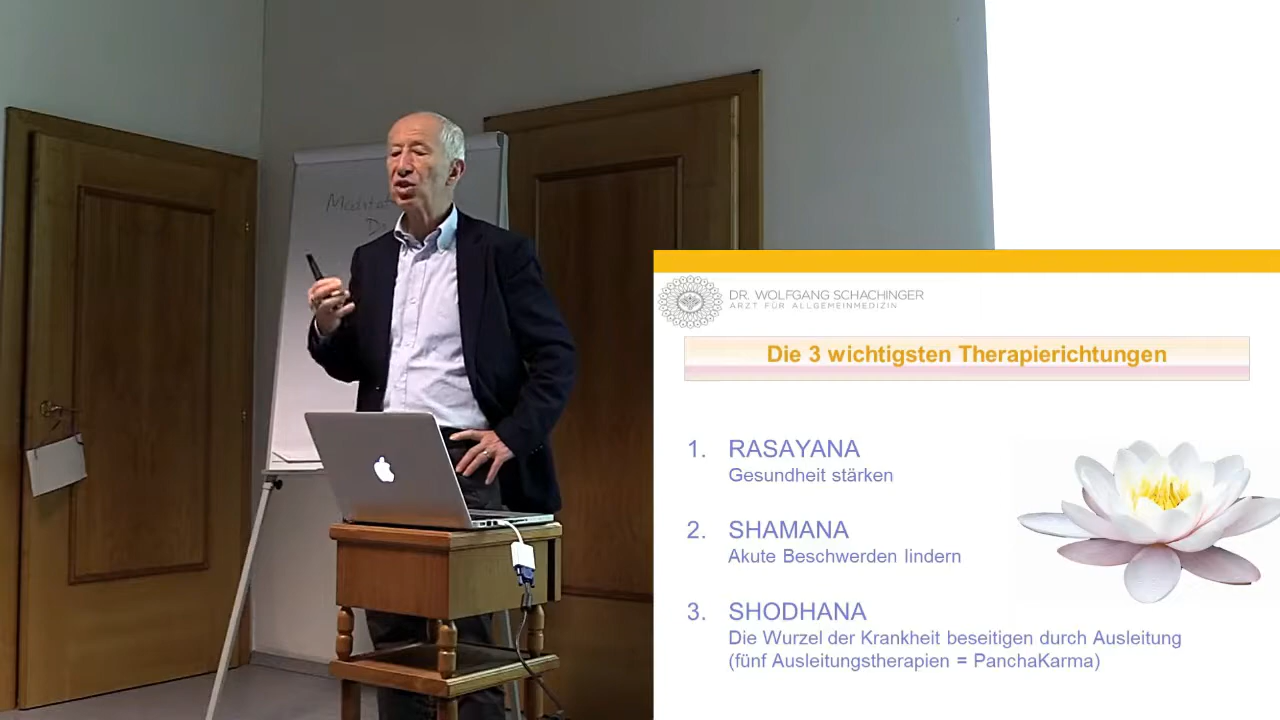 Meditat
D
DR. WOLFGANG SCHACHINGER
ARZT FÜR ALLGEMEINMEDIZIN
Die 3 wichtigsten Therapierichtungen
1. RASAYANA
Gesundheit stärken
2. SHAMANA
Akute Beschwerden lindern
3. SHODHANA
Die Wurzel der Krankheit beseitigen durch Ausleitung
(fünf Ausleitungstherapien = PanchaKarma)